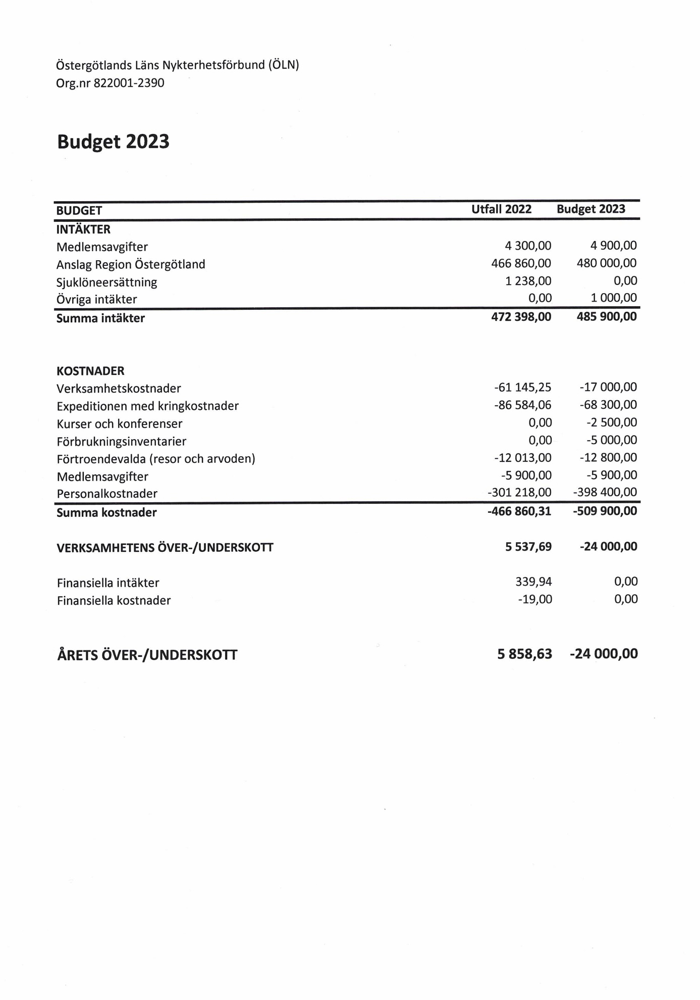 Östergötlands Läns Nykterhetsförbund (ÖLN)
Org.nr 822001-2390
Budget 2023
BUDGET Utfall 2022 Budget 2023
INTÄKTER
Medlemsavgifter 4 300,00 4 900,00
Anslag Region Östergötland 466 860,00 480 000,00
Sjuklöneersättning 1 238,00 0,00
Övriga intäkter 0,00 1 000,00
Summa intäkter 472 398,00 485 900,00
KOSTNADER
Verksamhetskostnader -61 145,25 -17 000,00
Expeditionen med kringkostnader -86 584,06 -68 300,00
Kurser och konferenser 0,00 -2 500,00
Förbrukningsinventarier 0,00 -5 000,00
Förtroendevalda (resor och arvoden) -12 013,00 -12 800,00
Medlemsavgifter -5 900,00 -5 900,00
Personalkostnader -301 218,00 -398 400,00
Summa kostnader -466 860,31 -509 900,00
VERKSAMHETENS ÖVER-/UNDERSKOTT 5 537,69 -24 000,00
Finansiella intäkter 339,94 0,00
Finansiella kostnader -19,00 0,00
ÅRETS ÖVER-/UNDERSKOTT 5 858,63 -24 000,00